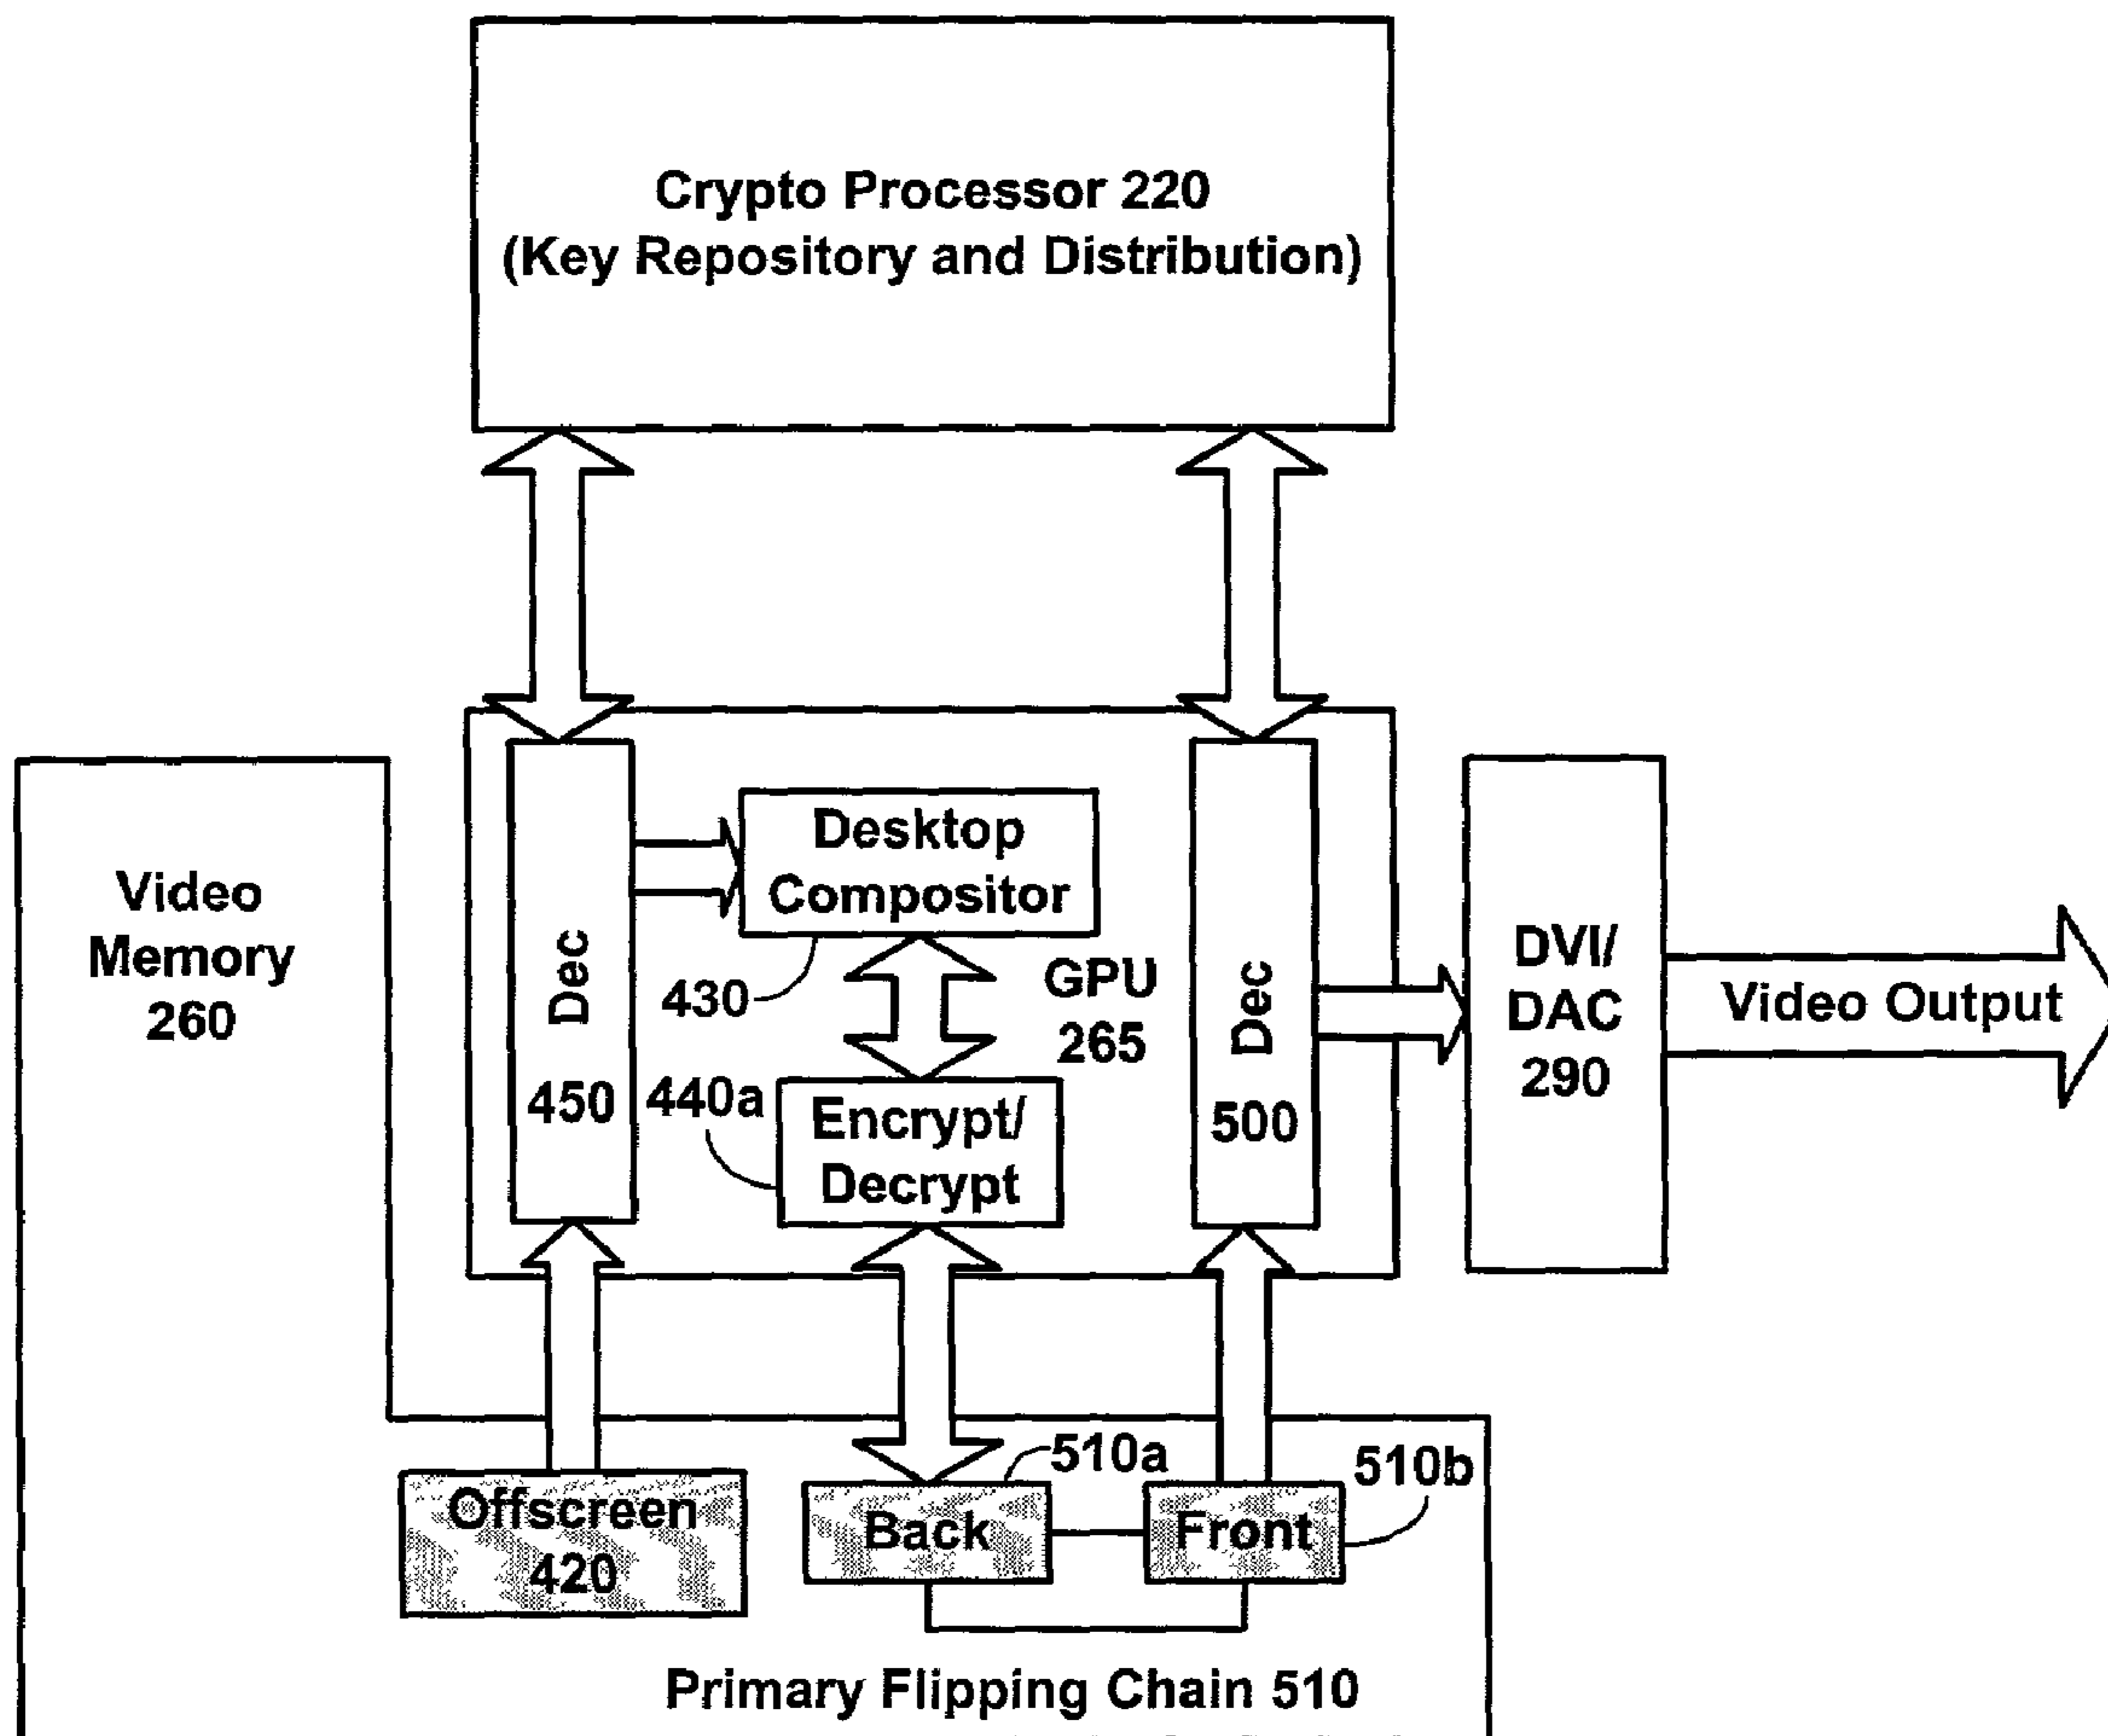 Crypto Processor 220
(Key Repository and Distribution)
Video
Memory
260
Dec
450
Desktop
Compositor
430
GPU
265
440a
Encrypt/
Decrypt
Dec
500
DVI/
DAC
290
Video Output
Offscreen
420
510a
Back
510b
Front
Primary Flipping Chain 510